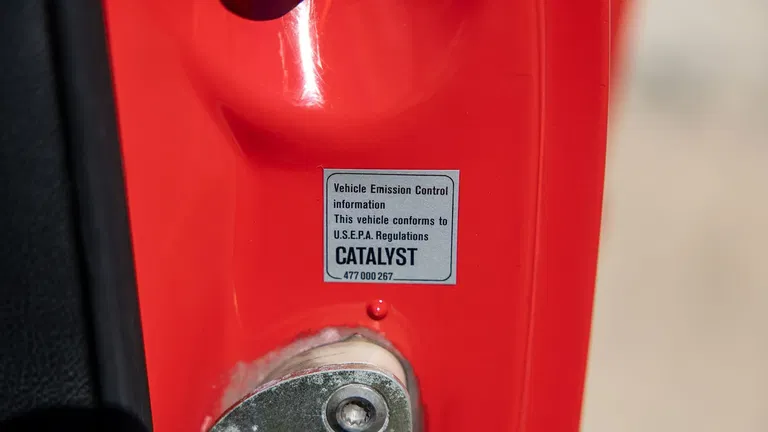 Vehicle Emission Control
information
This vehicle conforms to
U.S.E.P.A. Regulations
CATALYST
477 000 267